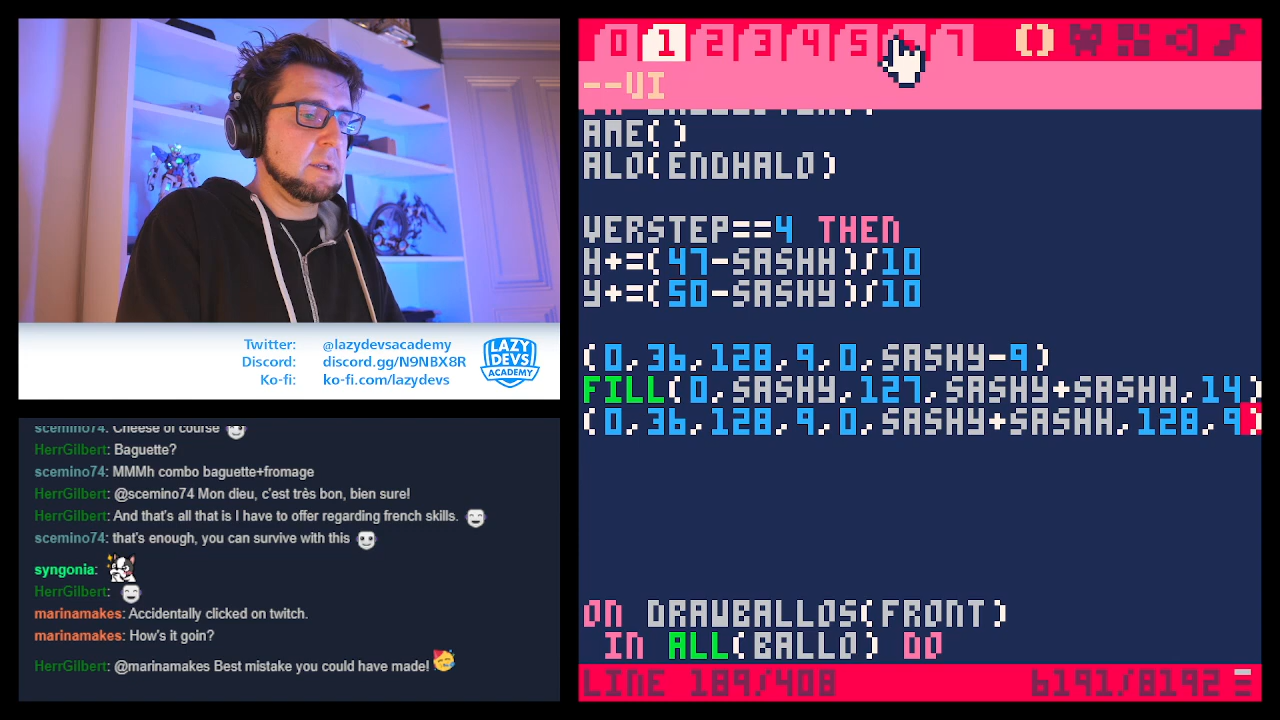 Twitter: @lazydevsacademy
Discord: discord.gg/N9NBX8R
Ko-fi: ko-fi.com/lazydevs
LAZY
DEVS
ACADEMY
scemino74: Cheese of course
HerrGilbert: Baguette?
scemino74: MMMh combo baguette+fromage
HerrGilbert: @scemino74 Mon dieu, c'est très bon, bien sure!
HerrGilbert: And that's all that is I have to offer regarding french skills.
scemino74: that's enough, you can survive with this
syngonia:
HerrGilbert:
marinamakes: Accidentally clicked on twitch.
marinamakes: How's it goin?
HerrGilbert: @marinamakes Best mistake you could have made!
0 1 2 3 4 5 7
--UI
AME()
ALO(ENDHALO)
VERSTEP==4 THEN
H+=(47-SASHH)/10
Y+=(50-SASHY)/10
(0,36,128,9,0,SASHY-9)
FILL(0,SASHY,127,SASHY+SASHH,14)
(0,36,128,9,0,SASHY+SASHH,128,9)
ON DRAWBALLOS(FRONT)
IN ALL(BALLO) DO
LINE 189/408
6191/8192